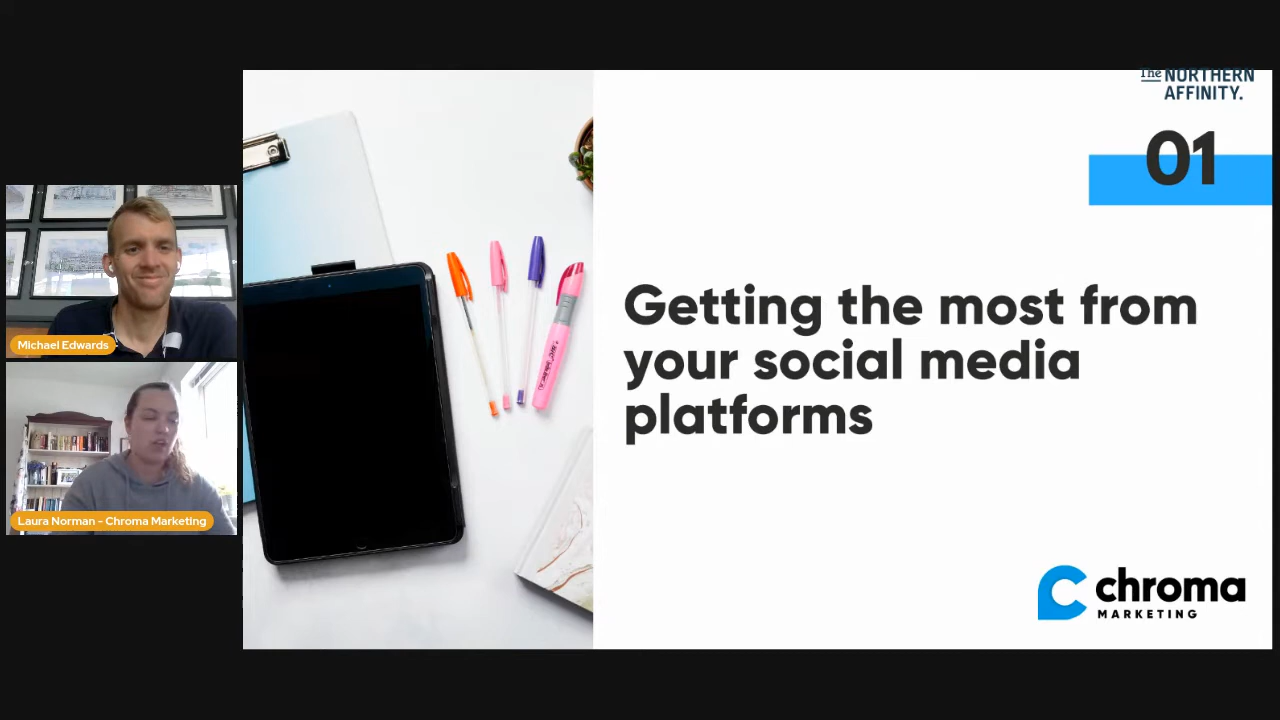 The NORTHERN
AFFINITY.
01
Getting the most from
your social media
platforms
chroma
MARKETING
Michael Edwards
Laura Norman - Chroma Marketing